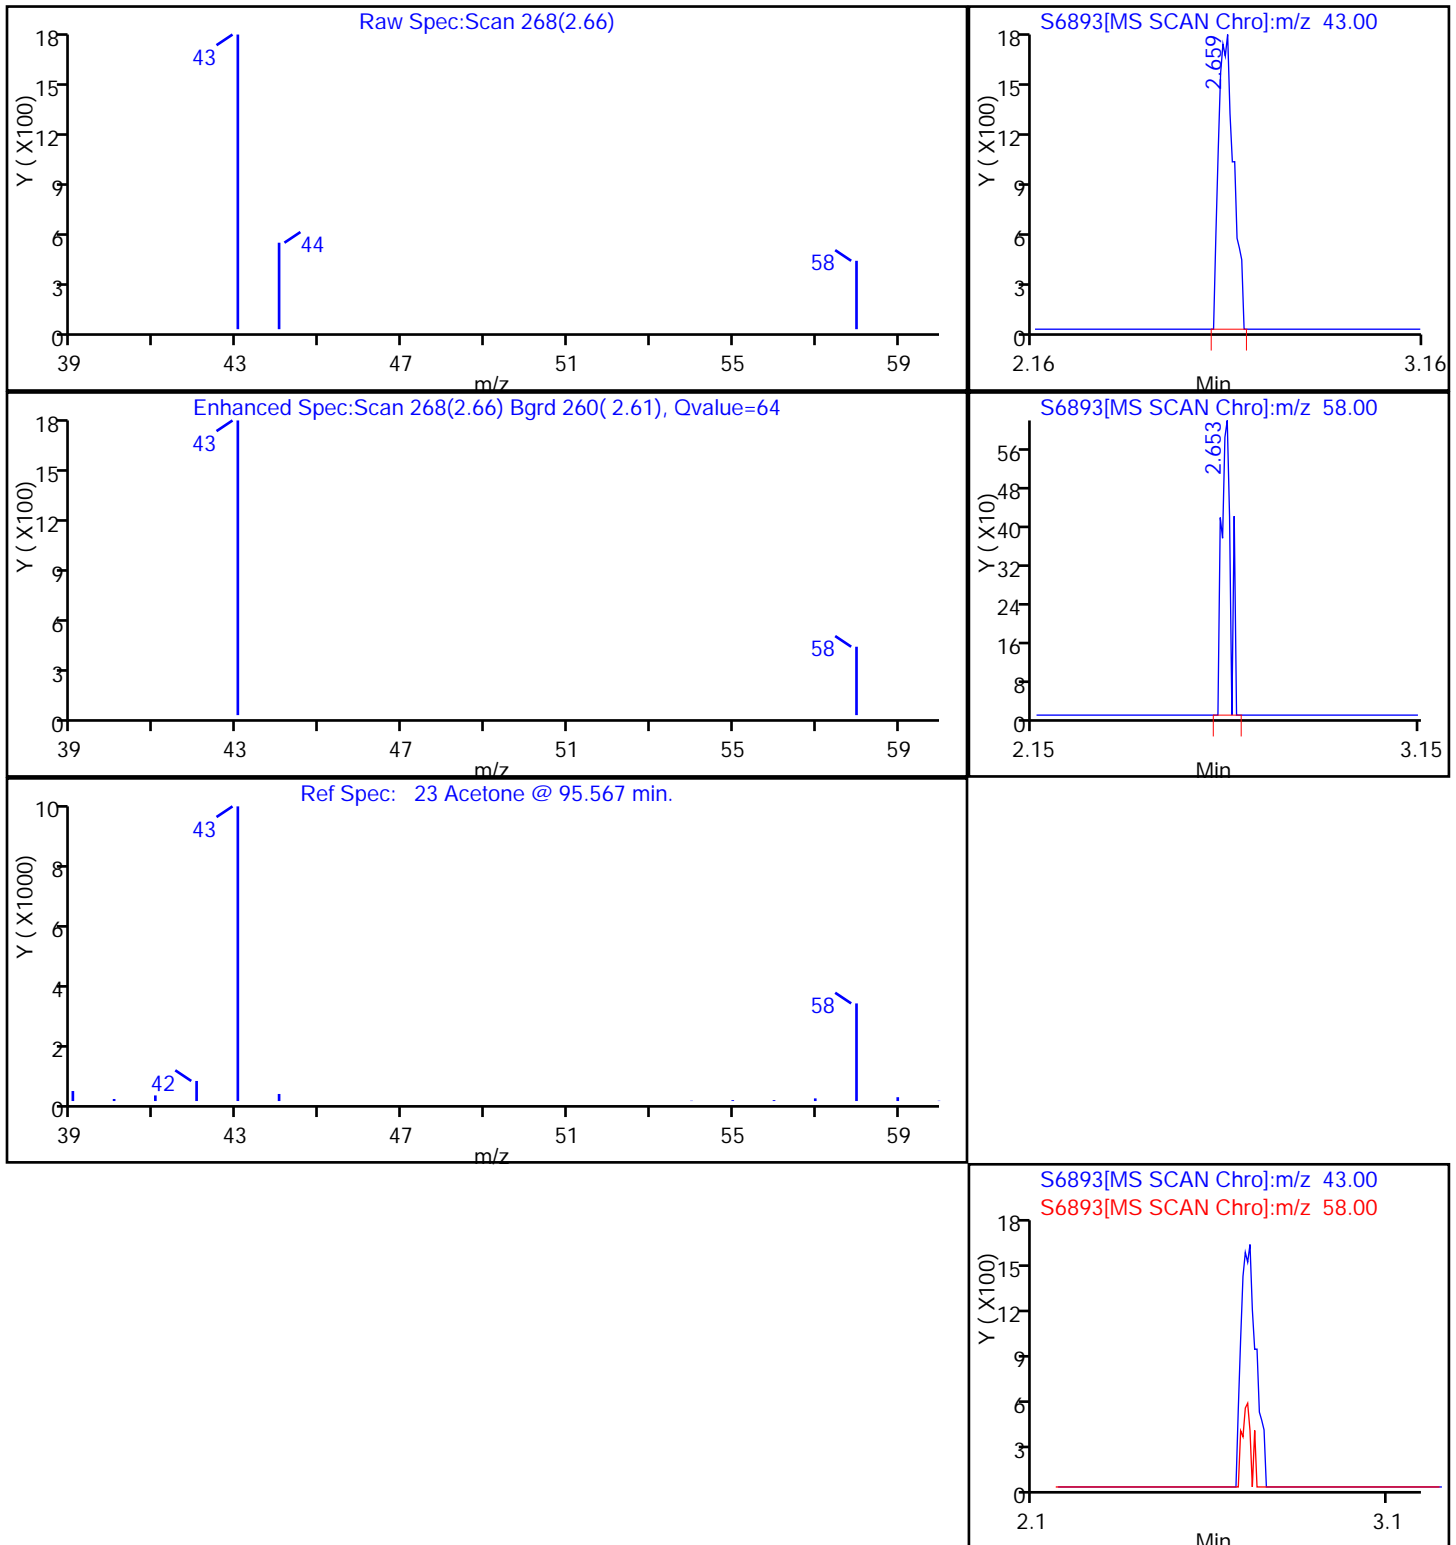 Raw Spec:Scan 268(2.66)
18
15
12
9
6
3
0
Y ( X100)
43
44
58
39 43 47 51 55 59
m/z
S6893[MS SCAN Chro]:m/z 43.00
18
15
12
9
6
3
0
Y ( X100)
2.659
2.16 3.16
Min
Enhanced Spec:Scan 268(2.66) Bgrd 260( 2.61), Qvalue=64
18
15
12
9
6
3
0
Y ( X100)
43
58
39 43 47 51 55 59
m/z
S6893[MS SCAN Chro]:m/z 58.00
56
48
40
32
24
16
8
0
Y ( X10)
2.653
2.15 3.15
Min
Ref Spec: 23 Acetone @ 95.567 min.
10
8
6
4
2
0
Y ( X1000)
43
42
58
39 43 47 51 55 59
m/z
S6893[MS SCAN Chro]:m/z 43.00
S6893[MS SCAN Chro]:m/z 58.00
18
15
12
9
6
3
0
Y ( X100)
2.1 3.1
Min